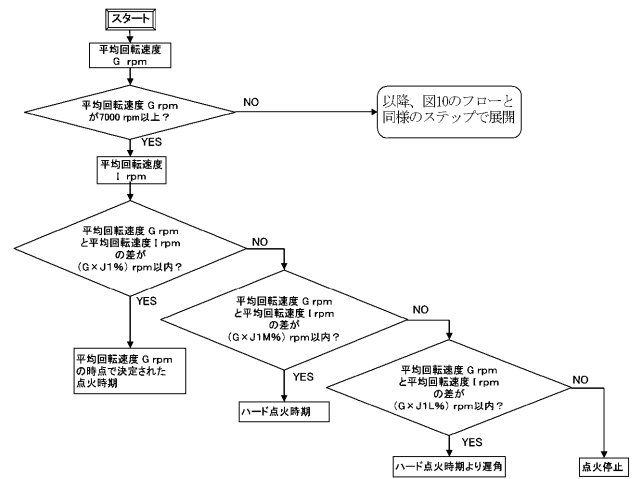 スタート
平均回転速度
G rpm
平均回転速度 G rpm
が7000 rpm以上？
NO
以降、図10のフローと
同様のステップで展開
YES
平均回転速度
I rpm
平均回転速度 G rpm
と平均回転速度 I rpm
の差が
(G×J1%) rpm以内？
NO
YES
平均回転速度 G rpm
と平均回転速度 I rpm
の差が
(G×J1M%) rpm以内？
NO
YES
平均回転速度 G rpm
の時点で決定された
点火時期
ハード点火時期
平均回転速度 G rpm
と平均回転速度 I rpm
の差が
(G×J1L%) rpm以内？
NO
YES
ハード点火時期より遅角
点火停止